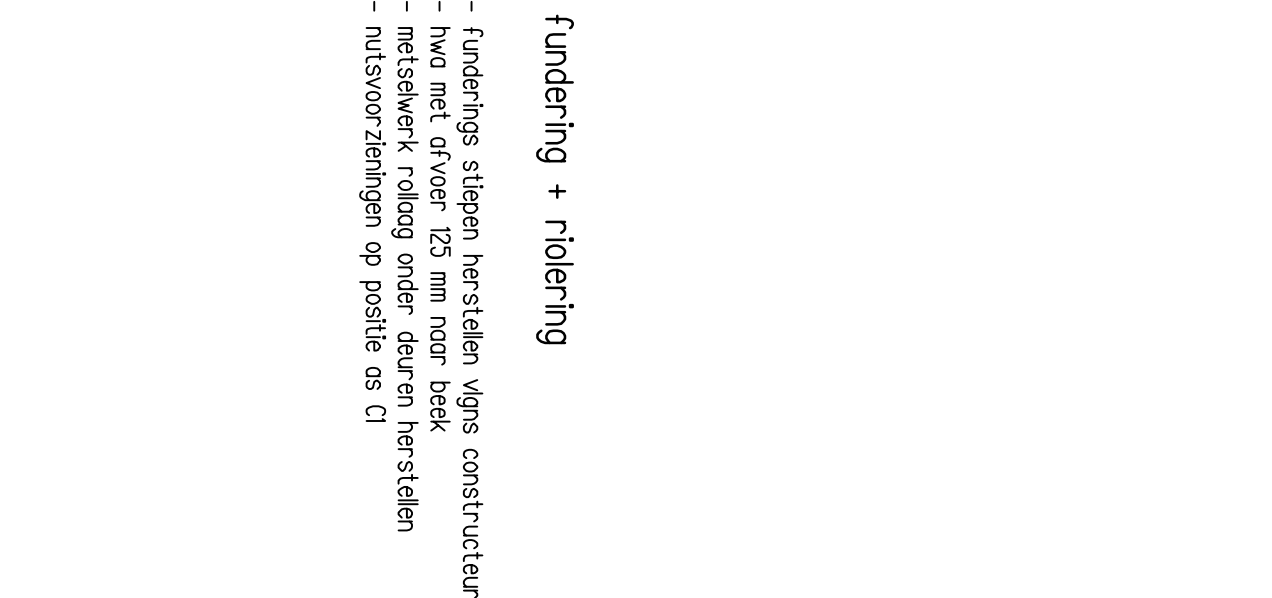 fundering + riolering
- funderings stiepen herstellen vlgns constructeur
- hwa met afvoer 125 mm naar beek
- metselwerk rollaag onder deuren herstellen
- nutsvoorzieningen op positie as C1